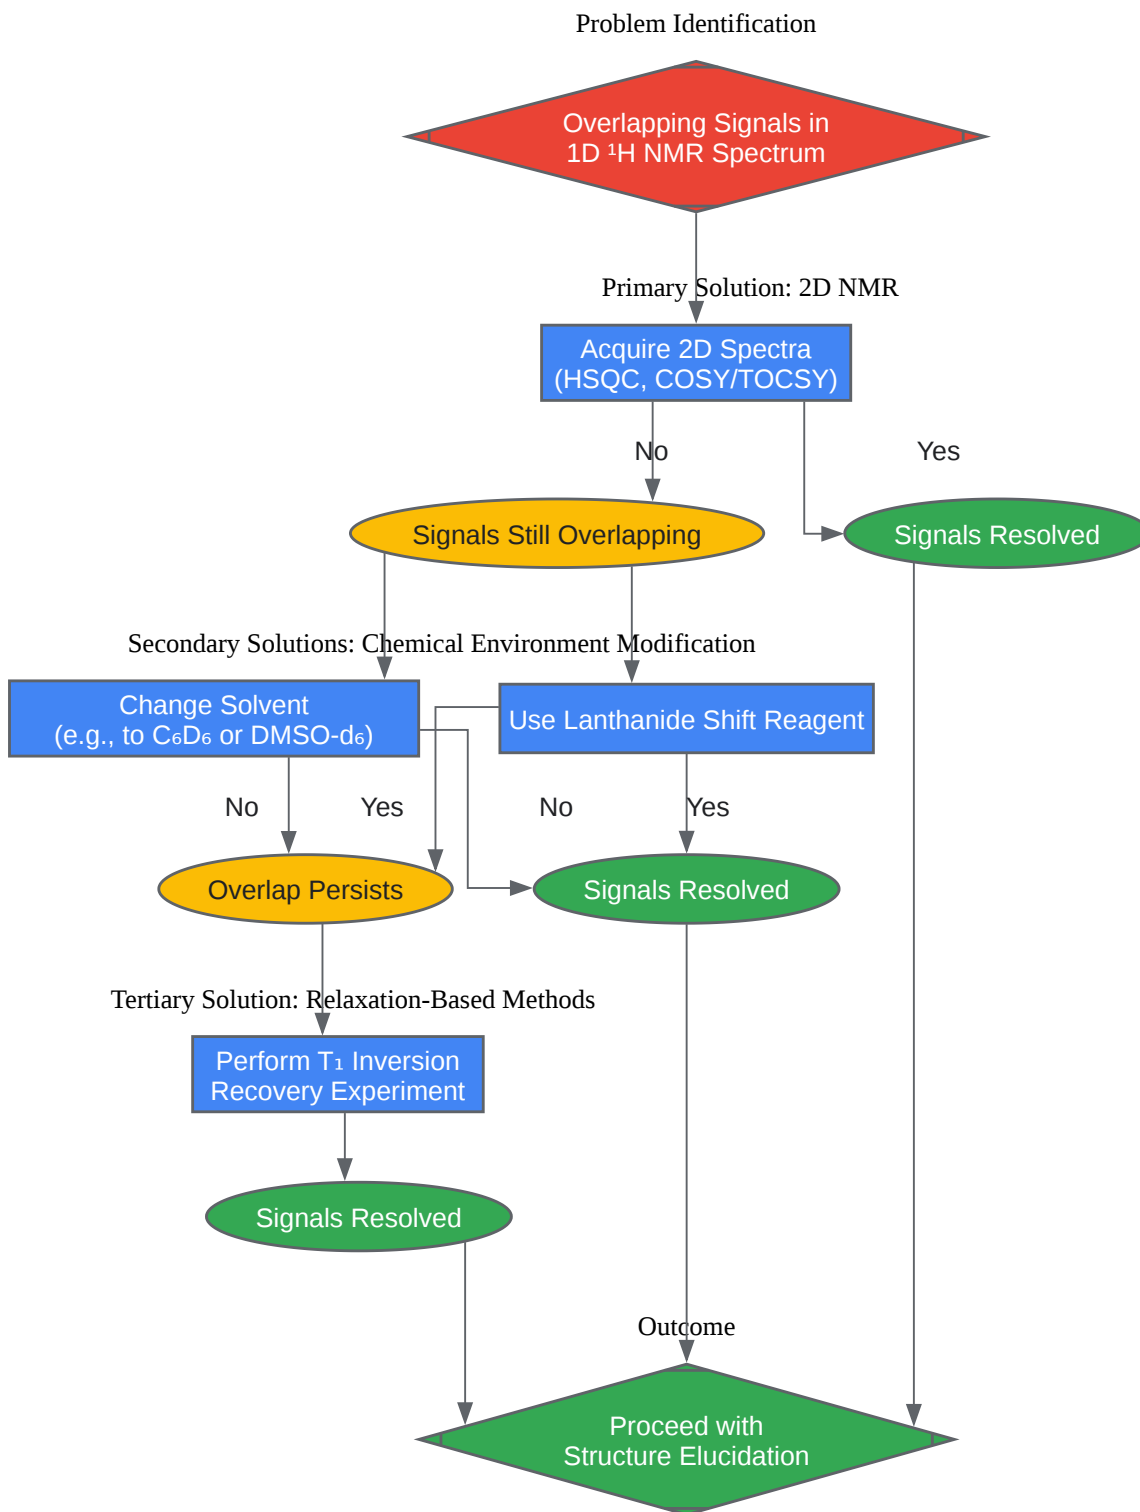 Problem Identification
Overlapping Signals in
1D ¹H NMR Spectrum
Primary Solution: 2D NMR
Acquire 2D Spectra
(HSQC, COSY/TOCSY)
No
Yes
Signals Still Overlapping
Signals Resolved
Secondary Solutions: Chemical Environment Modification
Change Solvent
(e.g., to C₆D₆ or DMSO-d₆)
Use Lanthanide Shift Reagent
No
Yes
No
Yes
Overlap Persists
Signals Resolved
Tertiary Solution: Relaxation-Based Methods
Perform T₁ Inversion
Recovery Experiment
Signals Resolved
Outcome
Proceed with
Structure Elucidation